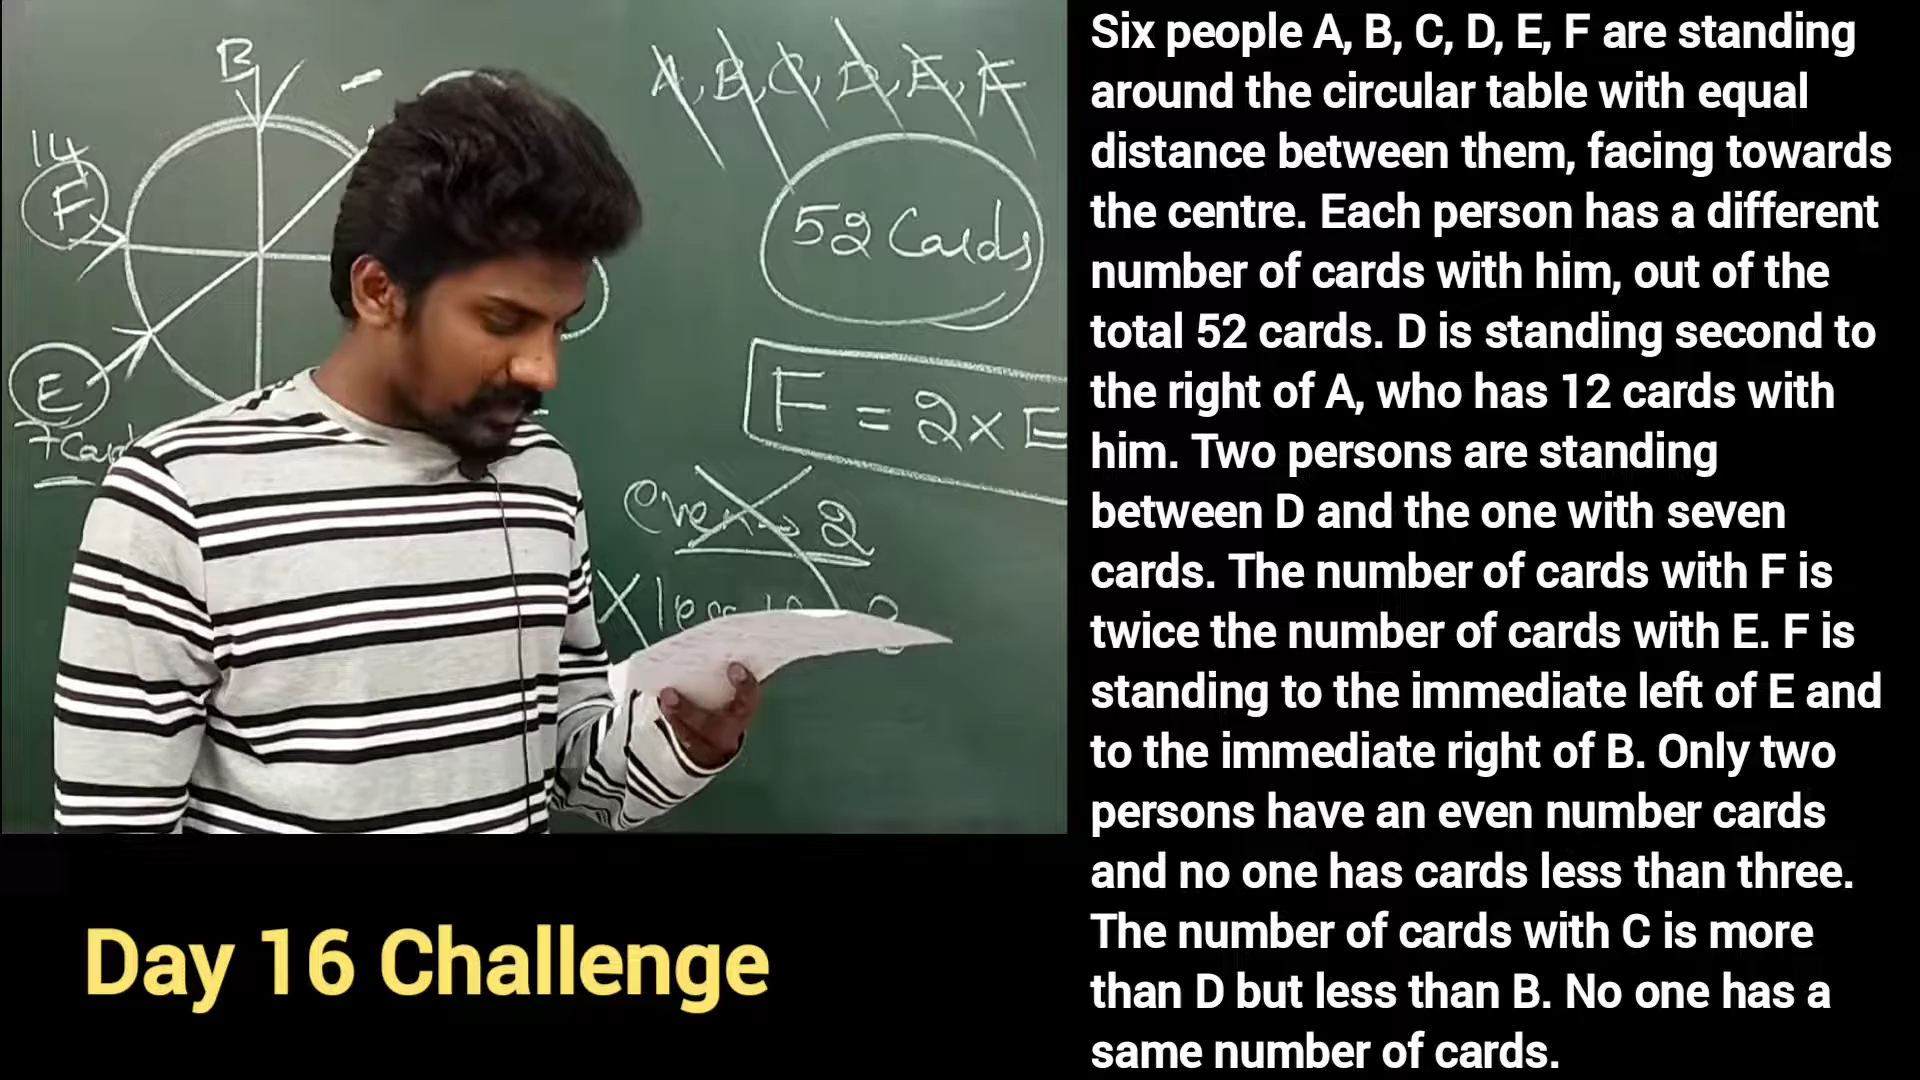 B
14
F
E
7 Car
A, B, C, D, E, F
52 Cards
F = 2 x E
even 2
Six people A, B, C, D, E, F are standing
around the circular table with equal
distance between them, facing towards
the centre. Each person has a different
number of cards with him, out of the
total 52 cards. D is standing second to
the right of A, who has 12 cards with
him. Two persons are standing
between D and the one with seven
cards. The number of cards with F is
twice the number of cards with E. F is
standing to the immediate left of E and
to the immediate right of B. Only two
persons have an even number cards
and no one has cards less than three.
The number of cards with C is more
than D but less than B. No one has a
same number of cards.
Day 16 Challenge